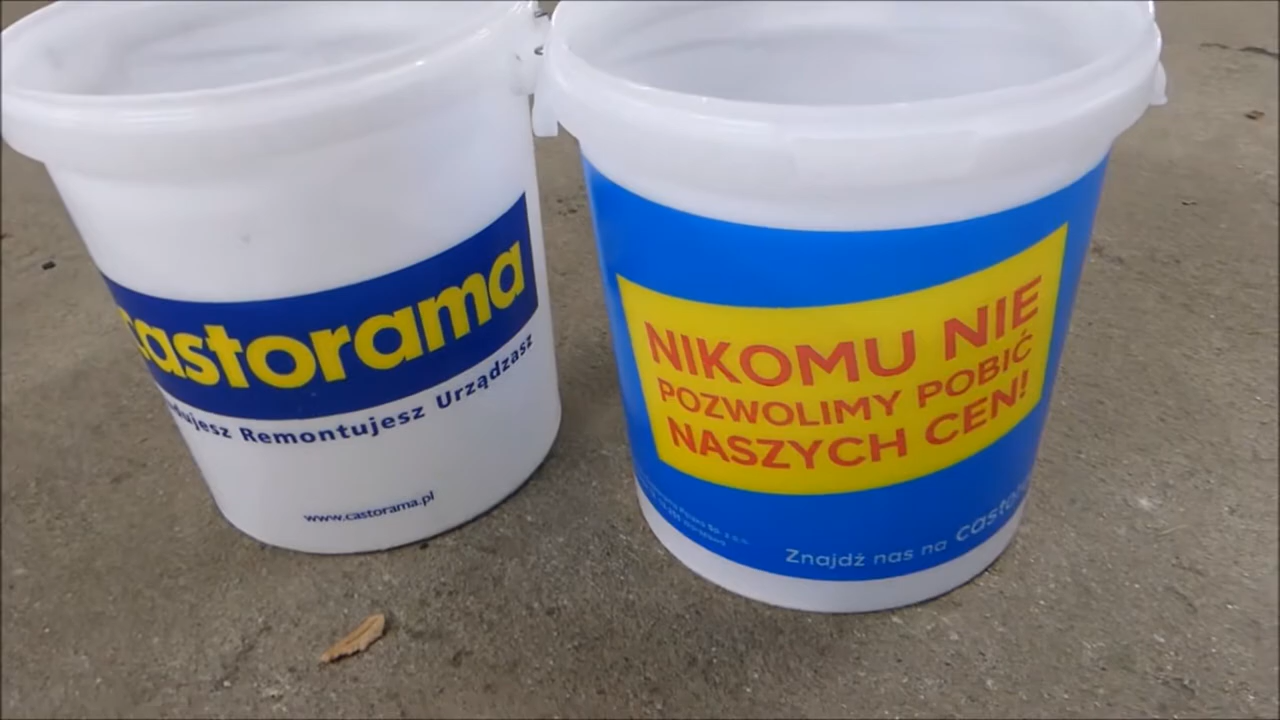 castorama
Remontujesz Urządzasz
www.castorama.pl
NIKOMU NIE
POZWOLIMY POBIĆ
NASZYCH CEN!
Znajdź nas na